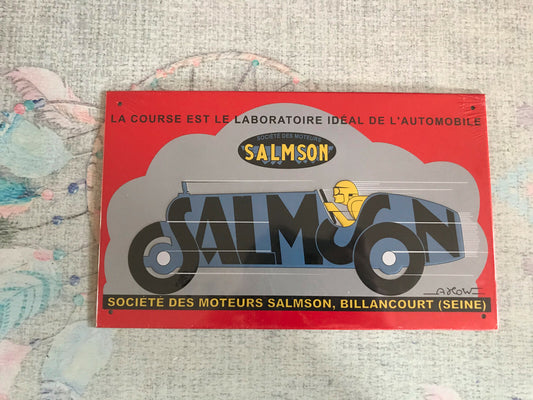 LA COURSE EST LE LABORATOIRE IDÉAL DE L'AUTOMOBILE
SOCIÉTÉ DES MOTEURS
SALMSON
SALMSON
SOCIÉTÉ DES MOTEURS SALMSON, BILLANCOURT (SEINE)